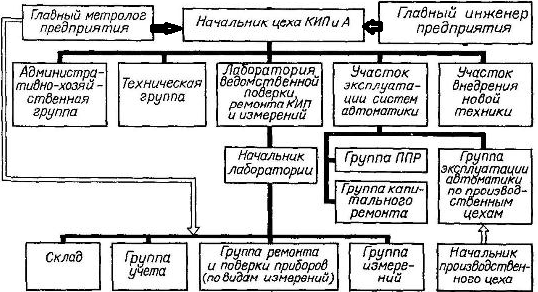 Главный метролог
предприятия
Начальник цеха КИП и А
Главный инженер
предприятия
Администра-
тивно-хозяй-
ственная
группа
Техническая
группа
Лаборатория
ведомственной
поверки,
ремонта КИП
и измерений
Участок
эксплуата-
ции систем
автоматики
Участок
внедрения
новой
техники
Начальник
лаборатории
Группа ППР
Группа капи-
тального
ремонта
Группа
эксплуатации
автоматики
по производ-
ственным
цехам
Склад
Группа
учета
Группа ремонта
и поверки приборов
(по видам измерений)
Группа
измере-
ний
Начальник
производствен-
ного цеха